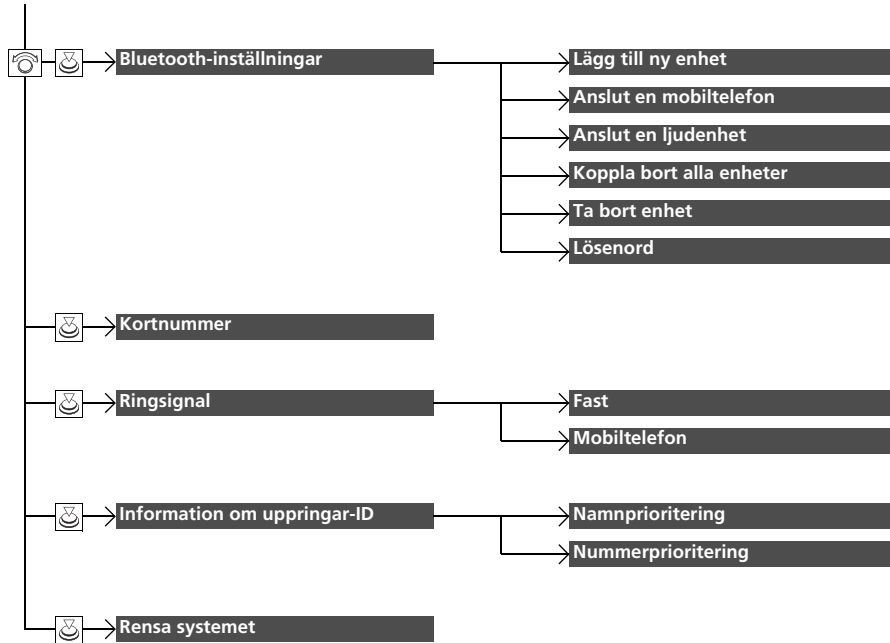 Bluetooth-inställningar
Lägg till ny enhet
Anslut en mobiltelefon
Anslut en ljudenhet
Koppla bort alla enheter
Ta bort enhet
Lösenord
Kortnummer
Ringsignal
Fast
Mobiltelefon
Information om uppringar-ID
Namnprioritering
Nummerprioritering
Rensa systemet